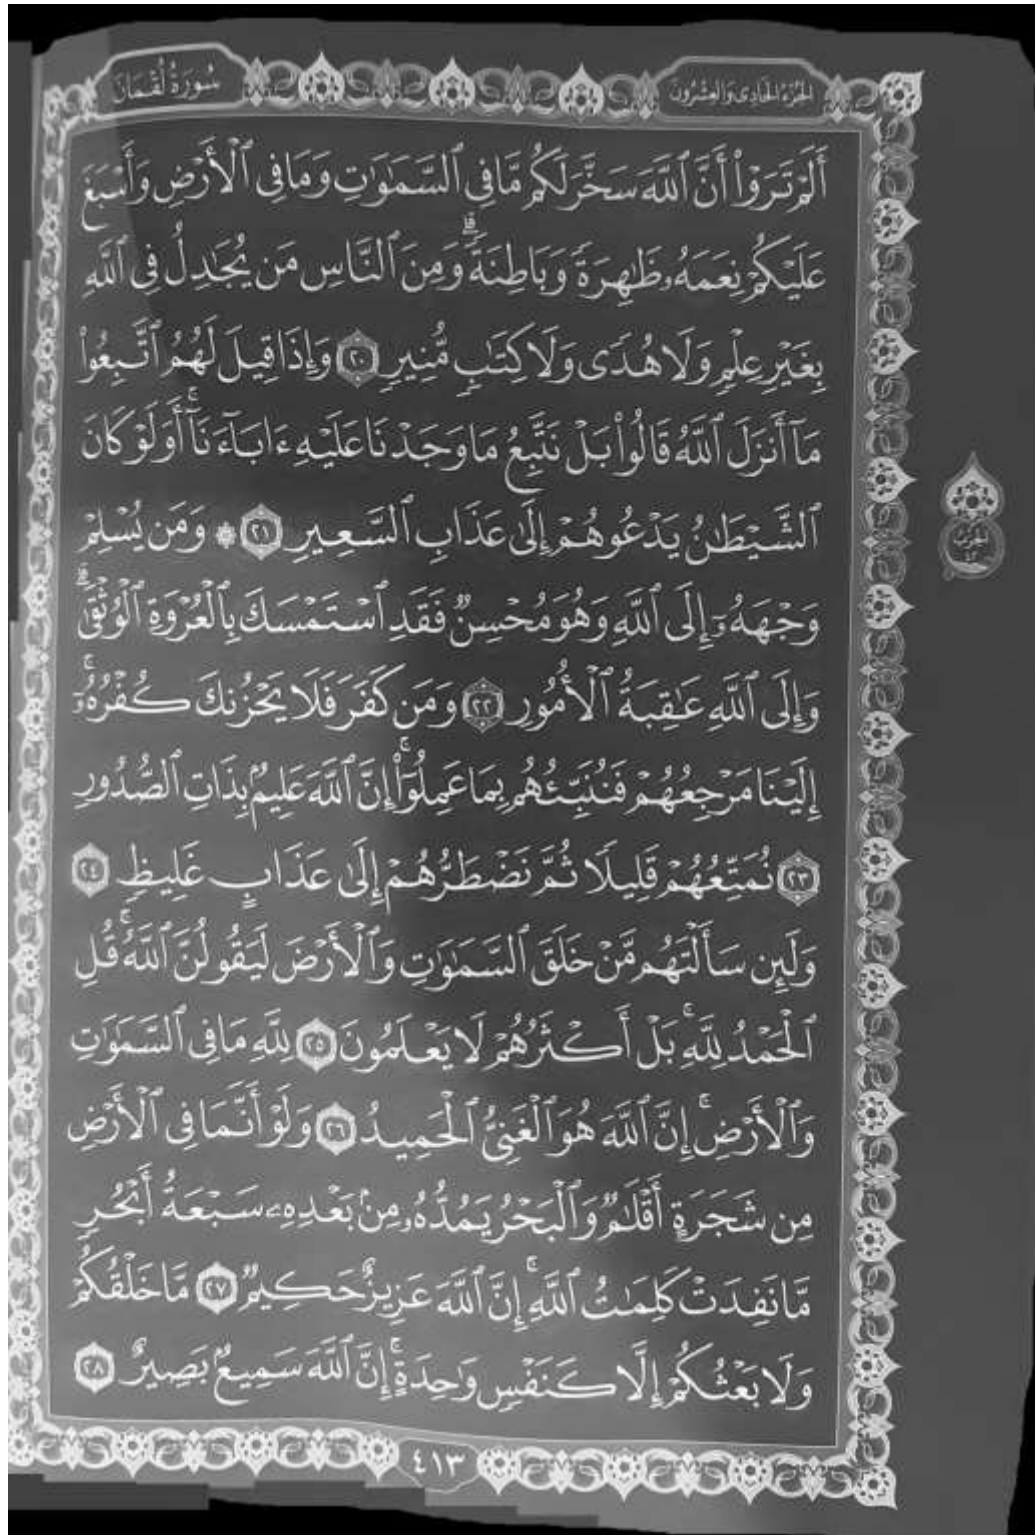 الجزء الحادي والعشرون
سورة لقمان
أَلَمْ تَرَوْا۟ أَنَّ ٱللَّهَ سَخَّرَ لَكُم مَّا فِى ٱلسَّمَٰوَٰتِ وَمَا فِى ٱلْأَرْضِ وَأَسْبَغَ
عَلَيْكُمْ نِعَمَهُۥ ظَٰهِرَةً وَبَاطِنَةً ۗ وَمِنَ ٱلنَّاسِ مَن يُجَٰدِلُ فِى ٱللَّهِ
بِغَيْرِ عِلْمٍ وَلَا هُدًى وَلَا كِتَٰبٍ مُّنِيرٍ ٢٠ وَإِذَا قِيلَ لَهُمُ ٱتَّبِعُوا۟
مَآ أَنزَلَ ٱللَّهُ قَالُوا۟ بَلْ نَتَّبِعُ مَا وَجَدْنَا عَلَيْهِ ءَابَآءَنَآ ۚ أَوَلَوْ كَانَ
ٱلشَّيْطَٰنُ يَدْعُوهُمْ إِلَىٰ عَذَابِ ٱلسَّعِيرِ ٢١ ۞ وَمَن يُسْلِمْ
وَجْهَهُۥٓ إِلَى ٱللَّهِ وَهُوَ مُحْسِنٌ فَقَدِ ٱسْتَمْسَكَ بِٱلْعُرْوَةِ ٱلْوُثْقَىٰ ۗ
وَإِلَى ٱللَّهِ عَٰقِبَةُ ٱلْأُمُورِ ٢٢ وَمَن كَفَرَ فَلَا يَحْزُنكَ كُفْرُهُۥٓ ۚ
إِلَيْنَا مَرْجِعُهُمْ فَنُنَبِّئُهُم بِمَا عَمِلُوٓا۟ ۚ إِنَّ ٱللَّهَ عَلِيمٌۢ بِذَاتِ ٱلصُّدُورِ
٢٣ نُمَتِّعُهُمْ قَلِيلًا ثُمَّ نَضْطَرُّهُمْ إِلَىٰ عَذَابٍ غَلِيظٍ ٢٤
وَلَئِن سَأَلْتَهُم مَّنْ خَلَقَ ٱلسَّمَٰوَٰتِ وَٱلْأَرْضَ لَيَقُولُنَّ ٱللَّهُ ۚ قُلِ
ٱلْحَمْدُ لِلَّهِ ۚ بَلْ أَكْثَرُهُمْ لَا يَعْلَمُونَ ٢٥ لِلَّهِ مَا فِى ٱلسَّمَٰوَٰتِ
وَٱلْأَرْضِ ۚ إِنَّ ٱللَّهَ هُوَ ٱلْغَنِىُّ ٱلْحَمِيدُ ٢٦ وَلَوْ أَنَّمَا فِى ٱلْأَرْضِ
مِن شَجَرَةٍ أَقْلَٰمٌ وَٱلْبَحْرُ يَمُدُّهُۥ مِنۢ بَعْدِهِۦ سَبْعَةُ أَبْحُرٍ
مَّا نَفِدَتْ كَلِمَٰتُ ٱللَّهِ ۗ إِنَّ ٱللَّهَ عَزِيزٌ حَكِيمٌ ٢٧ مَّا خَلْقُكُمْ
وَلَا بَعْثُكُمْ إِلَّا كَنَفْسٍ وَٰحِدَةٍ ۗ إِنَّ ٱللَّهَ سَمِيعٌۢ بَصِيرٌ ٢٨
٤١٣
الحزب
٤٢